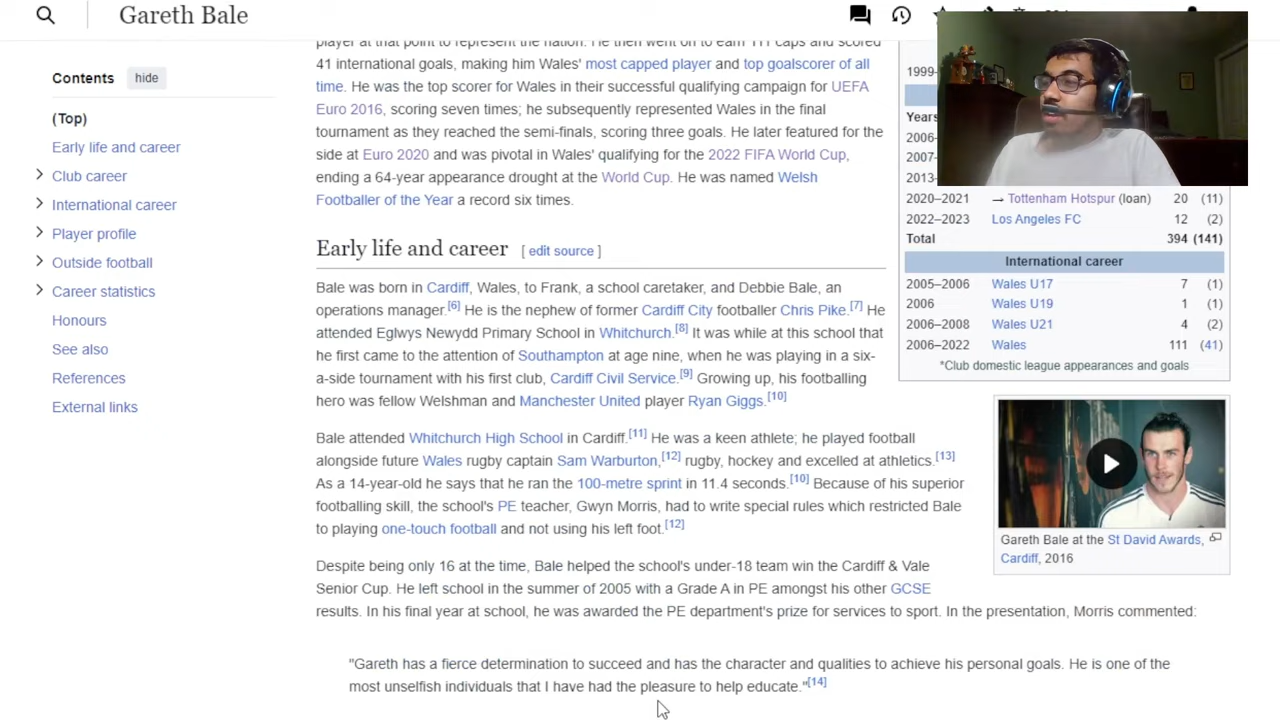 Gareth Bale
Contents hide
(Top)
Early life and career
Club career
International career
Player profile
Outside football
Career statistics
Honours
See also
References
External links
player at that point to represent the nation. He then went on to earn 111 caps and scored
41 international goals, making him Wales' most capped player and top goalscorer of all
time. He was the top scorer for Wales in their successful qualifying campaign for UEFA
Euro 2016, scoring seven times; he subsequently represented Wales in the final
tournament as they reached the semi-finals, scoring three goals. He later featured for the
side at Euro 2020 and was pivotal in Wales' qualifying for the 2022 FIFA World Cup,
ending a 64-year appearance drought at the World Cup. He was named Welsh
Footballer of the Year a record six times.
Early life and career [ edit source ]
Bale was born in Cardiff, Wales, to Frank, a school caretaker, and Debbie Bale, an
operations manager.[6] He is the nephew of former Cardiff City footballer Chris Pike.[7] He
attended Eglwys Newydd Primary School in Whitchurch.[8] It was while at this school that
he first came to the attention of Southampton at age nine, when he was playing in a six-
a-side tournament with his first club, Cardiff Civil Service.[9] Growing up, his footballing
hero was fellow Welshman and Manchester United player Ryan Giggs.[10]
Bale attended Whitchurch High School in Cardiff.[11] He was a keen athlete; he played football
alongside future Wales rugby captain Sam Warburton,[12] rugby, hockey and excelled at athletics.[13]
As a 14-year-old he says that he ran the 100-metre sprint in 11.4 seconds.[10] Because of his superior
footballing skill, the school's PE teacher, Gwyn Morris, had to write special rules which restricted Bale
to playing one-touch football and not using his left foot.[12]
Despite being only 16 at the time, Bale helped the school's under-18 team win the Cardiff & Vale
Senior Cup. He left school in the summer of 2005 with a Grade A in PE amongst his other GCSE
results. In his final year at school, he was awarded the PE department's prize for services to sport. In the presentation, Morris commented:
"Gareth has a fierce determination to succeed and has the character and qualities to achieve his personal goals. He is one of the
most unselfish individuals that I have had the pleasure to help educate."[14]
1999-
Years
2006-
2007-
2013-
2020–2021 → Tottenham Hotspur (loan) 20 (11)
2022–2023 Los Angeles FC 12 (2)
Total 394 (141)
International career
2005–2006 Wales U17 7 (1)
2006 Wales U19 1 (1)
2006–2008 Wales U21 4 (2)
2006–2022 Wales 111 (41)
*Club domestic league appearances and goals
Gareth Bale at the St David Awards,
Cardiff, 2016